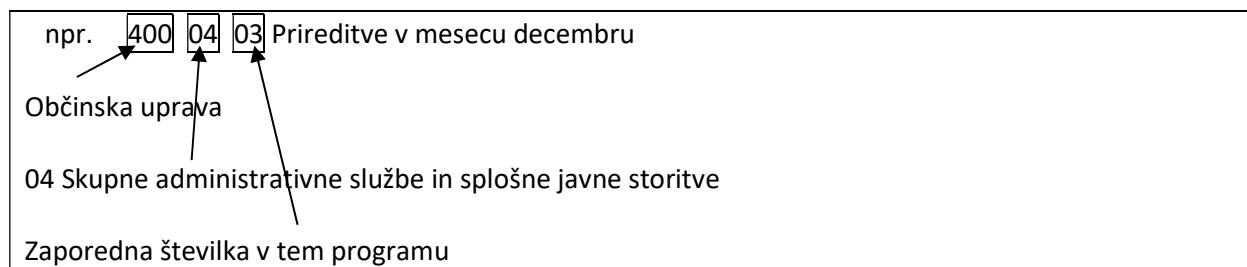 npr. 400 04 03 Prireditve v mesecu decembru
Občinska uprava
04 Skupne administrativne službe in splošne javne storitve
Zaporedna številka v tem programu